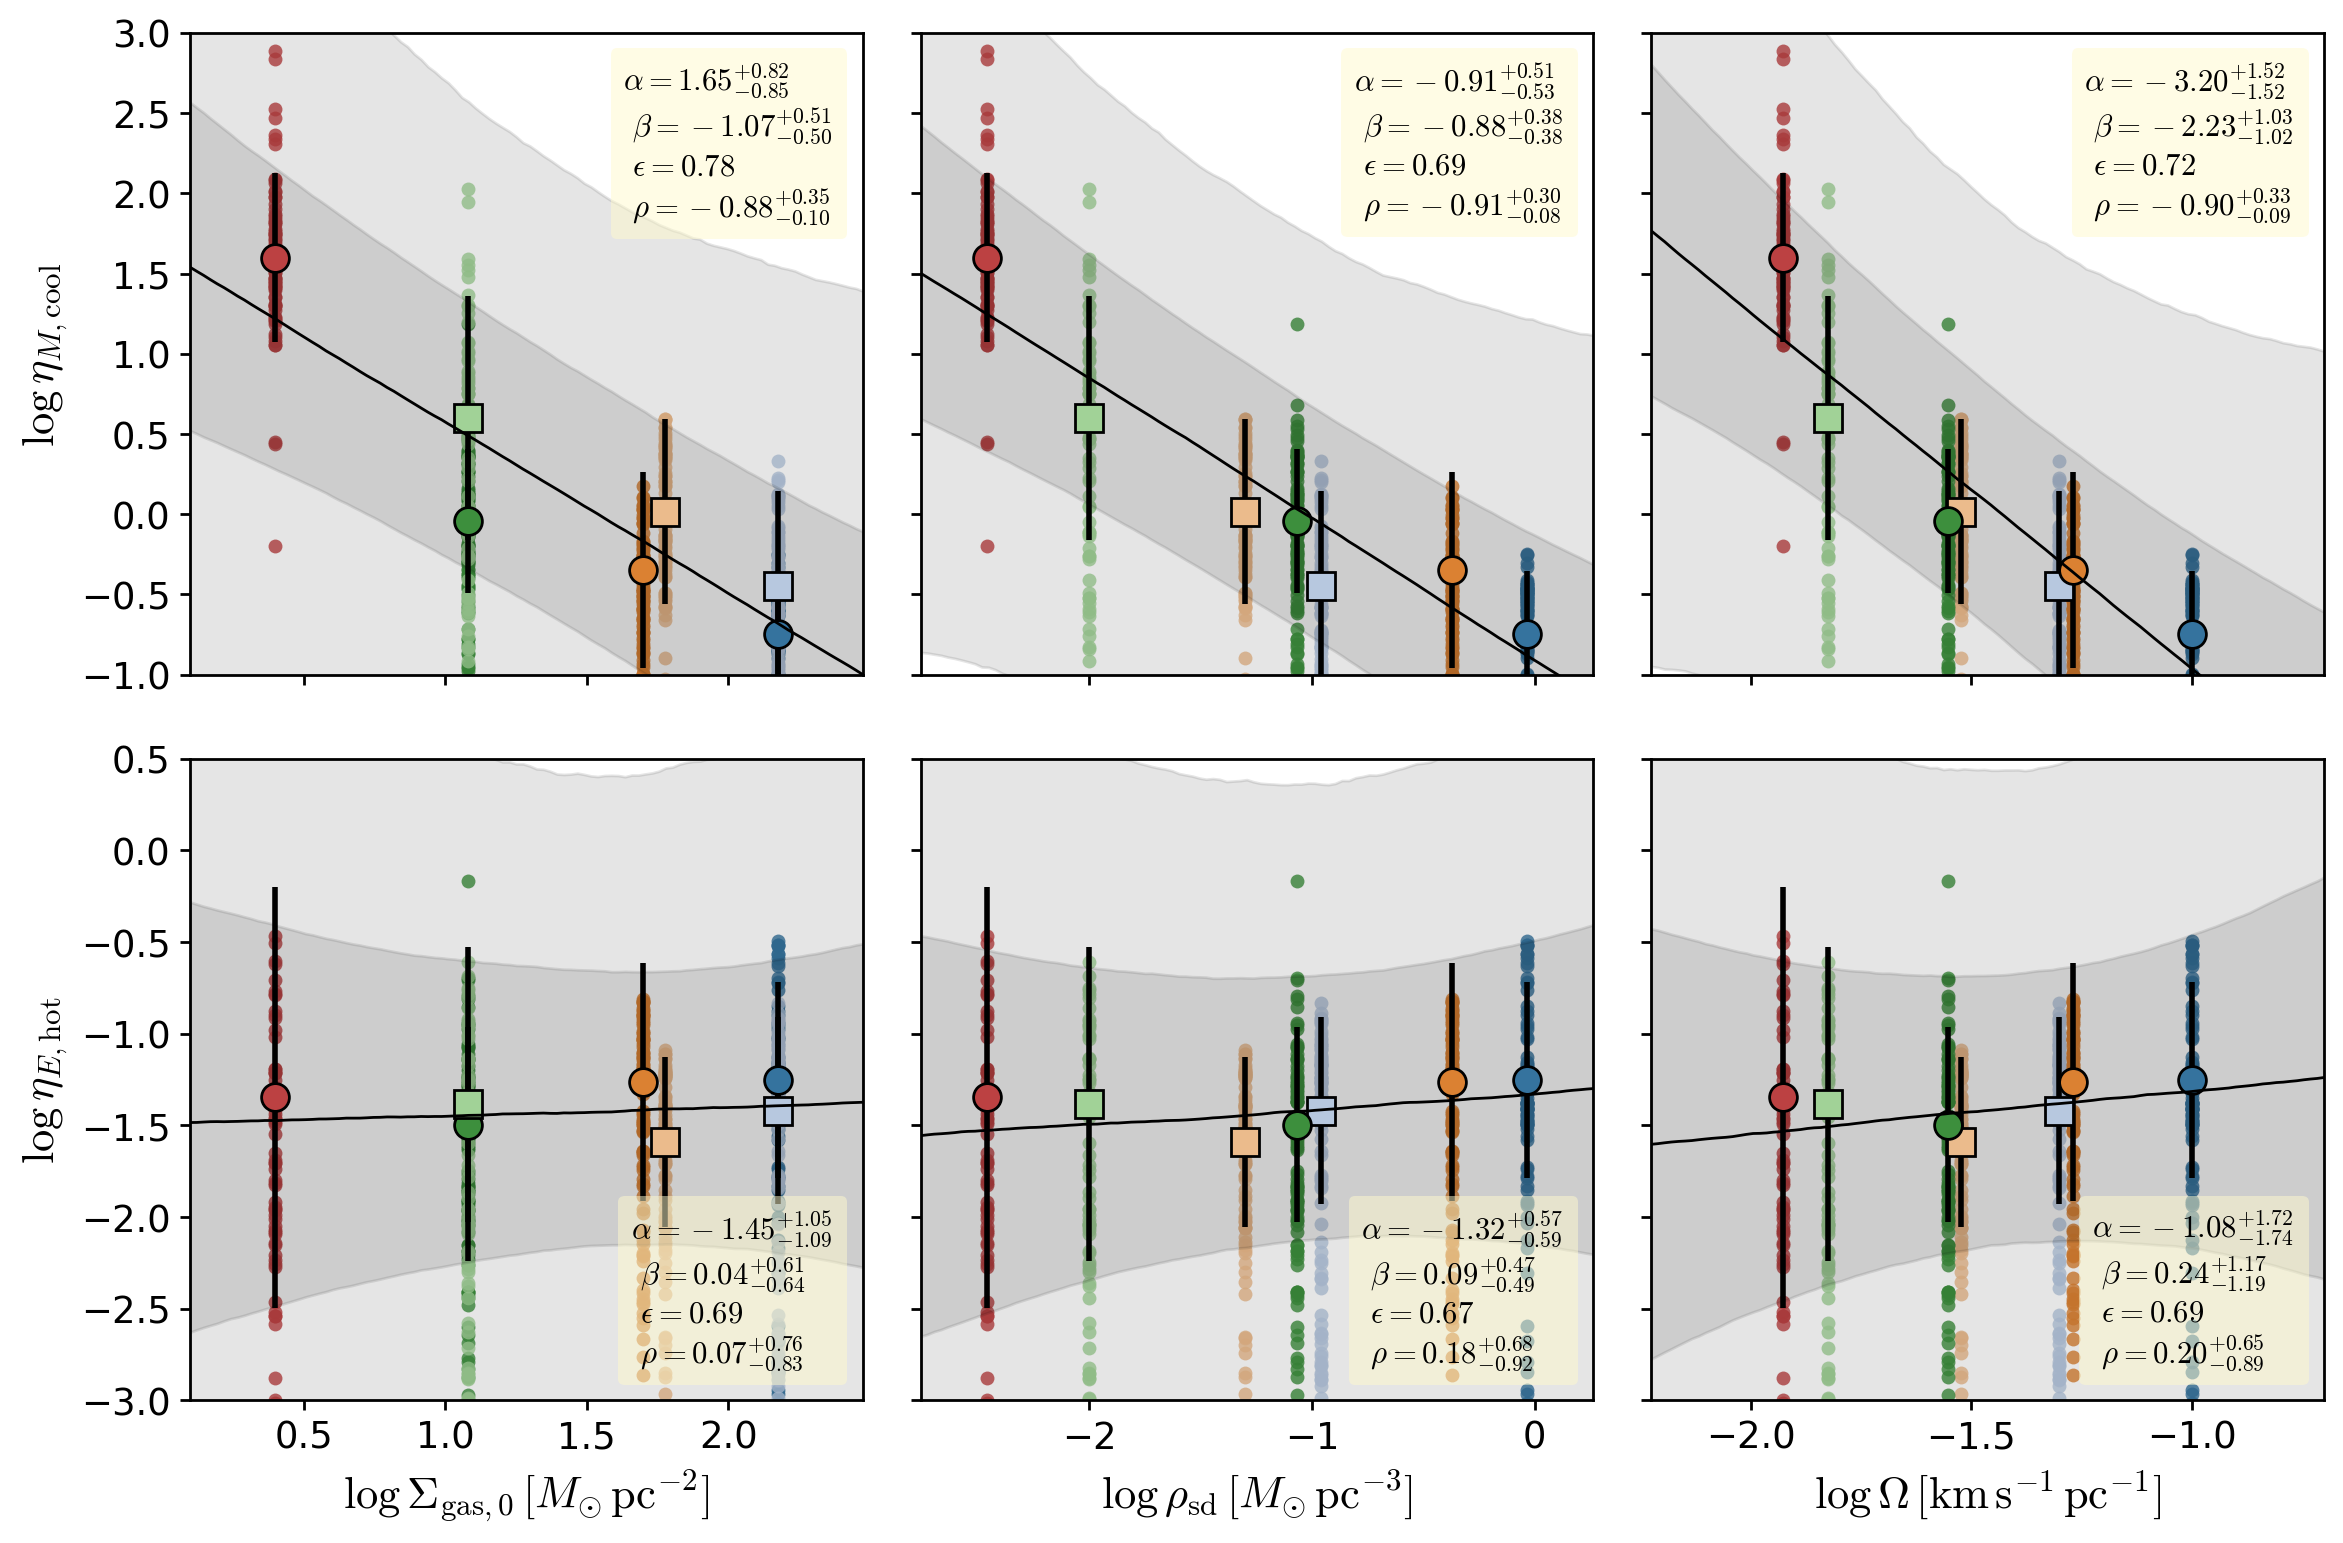 3.0
2.5
2.0
1.5
1.0
0.5
0.0
−0.5
−1.0
log η_{M, cool}
α = 1.65^{+0.82}_{−0.85}
β = −1.07^{+0.51}_{−0.50}
ϵ = 0.78
ρ = −0.88^{+0.35}_{−0.10}
α = −0.91^{+0.51}_{−0.53}
β = −0.88^{+0.38}_{−0.38}
ϵ = 0.69
ρ = −0.91^{+0.30}_{−0.08}
α = −3.20^{+1.52}_{−1.52}
β = −2.23^{+1.03}_{−1.02}
ϵ = 0.72
ρ = −0.90^{+0.33}_{−0.09}
0.5
0.0
−0.5
−1.0
−1.5
−2.0
−2.5
−3.0
log η_{E, hot}
α = −1.45^{+1.05}_{−1.09}
β = 0.04^{+0.61}_{−0.64}
ϵ = 0.69
ρ = 0.07^{+0.76}_{−0.83}
α = −1.32^{+0.57}_{−0.59}
β = 0.09^{+0.47}_{−0.49}
ϵ = 0.67
ρ = 0.18^{+0.68}_{−0.92}
α = −1.08^{+1.72}_{−1.74}
β = 0.24^{+1.17}_{−1.19}
ϵ = 0.69
ρ = 0.20^{+0.65}_{−0.89}
0.5 1.0 1.5 2.0
−2 −1 0
−2.0 −1.5 −1.0
log Σ_{gas, 0} [M_⊙ pc^{−2}]
log ρ_{sd} [M_⊙ pc^{−3}]
log Ω [km s^{−1} pc^{−1}]